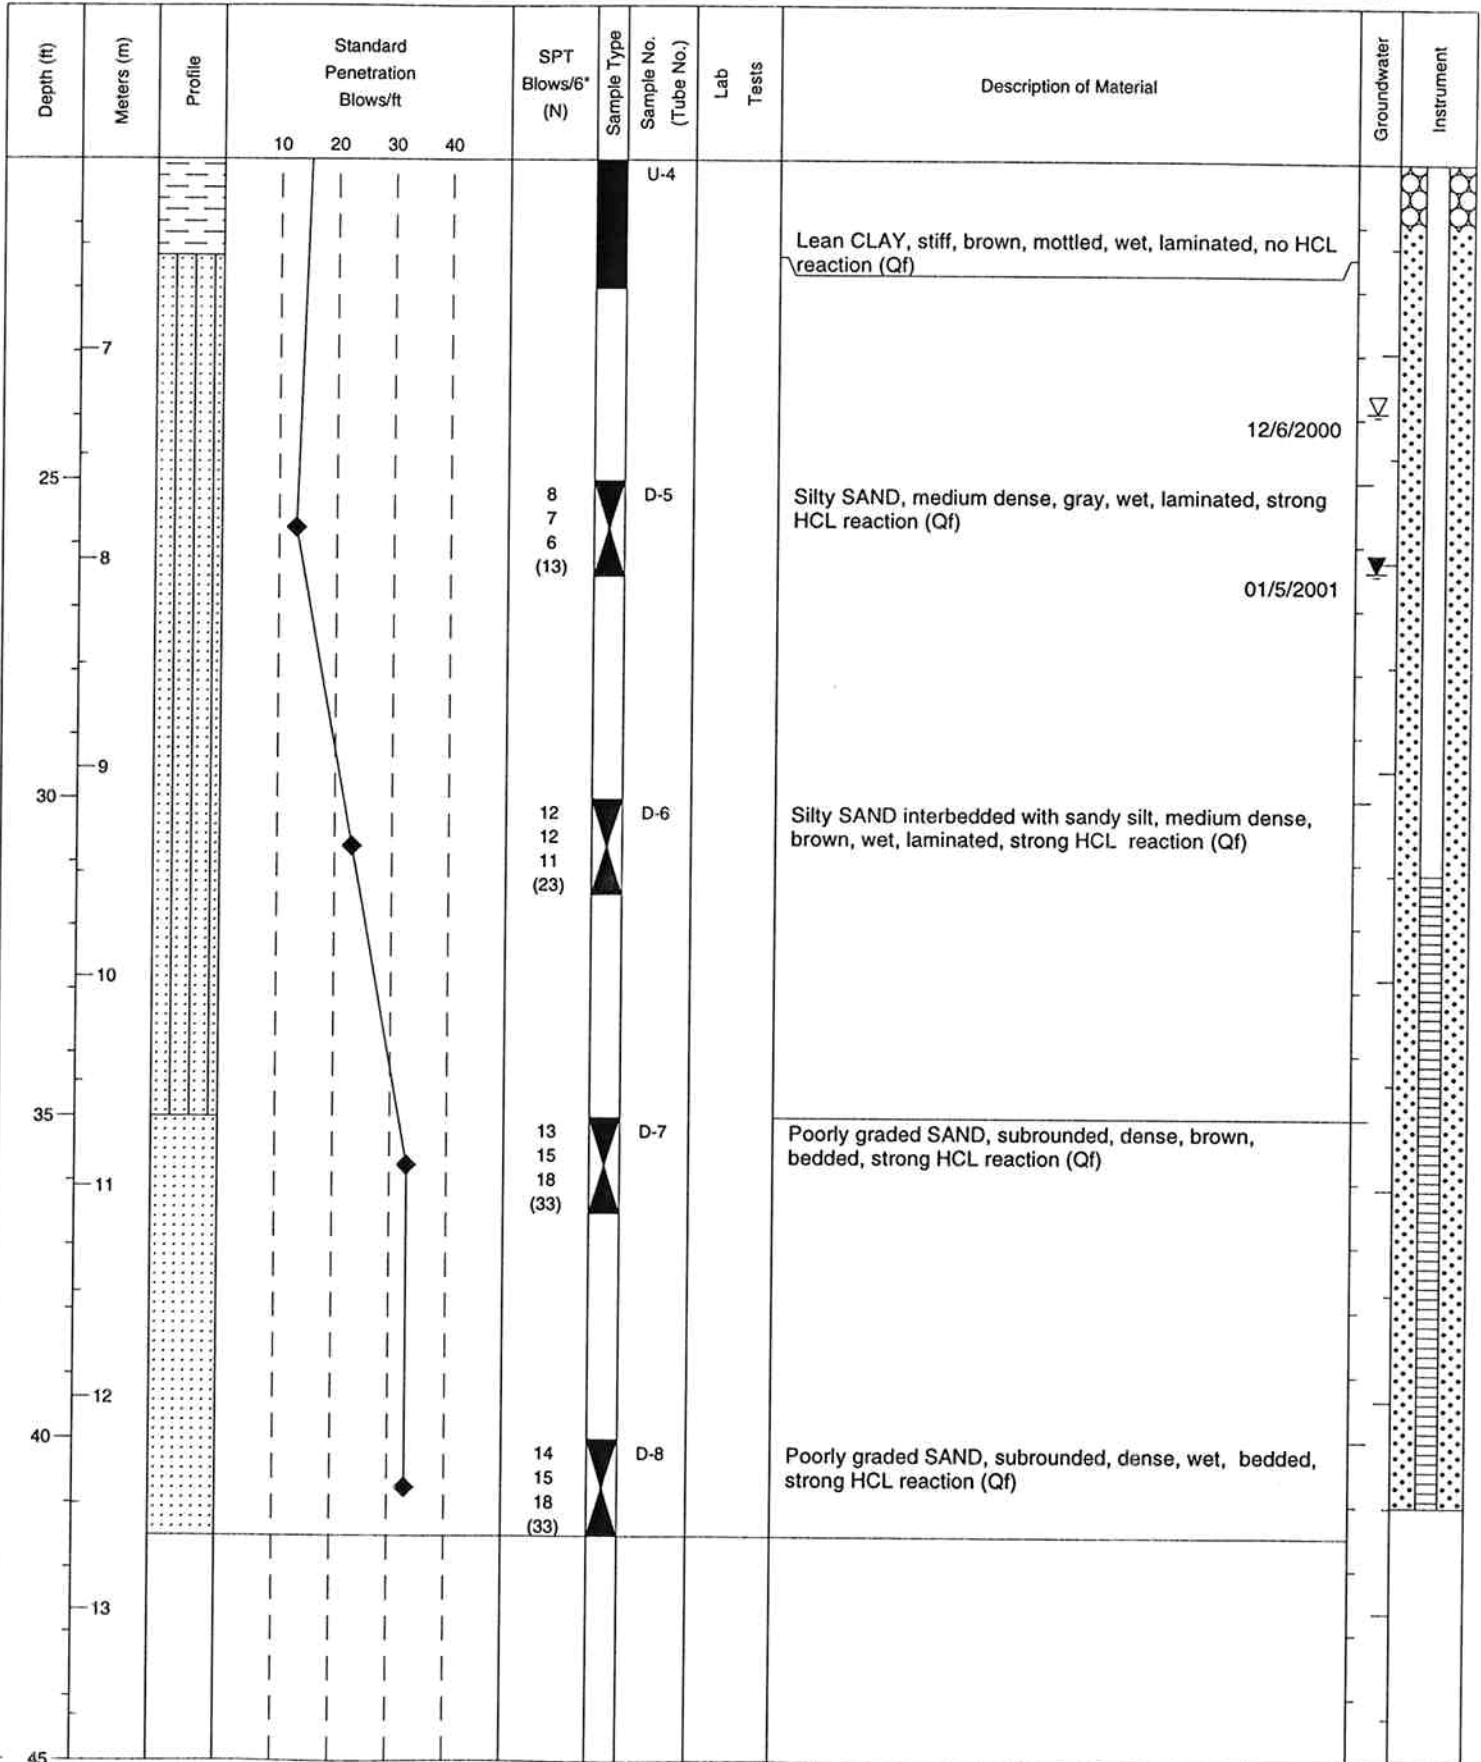 Depth (ft)
Meters (m)
Profile
Standard
Penetration
Blows/ft
10 20 30 40
SPT
Blows/6"
(N)
Sample Type
Sample No.
(Tube No.)
Lab
Tests
Description of Material
Groundwater
Instrument
U-4
Lean CLAY, stiff, brown, mottled, wet, laminated, no HCL
reaction (Qf)
7
12/6/2000
25
8
7
6
(13)
D-5
Silty SAND, medium dense, gray, wet, laminated, strong
HCL reaction (Qf)
8
01/5/2001
9
30
12
12
11
(23)
D-6
Silty SAND interbedded with sandy silt, medium dense,
brown, wet, laminated, strong HCL reaction (Qf)
10
35
13
15
18
(33)
D-7
Poorly graded SAND, subrounded, dense, brown,
bedded, strong HCL reaction (Qf)
11
12
40
14
15
18
(33)
D-8
Poorly graded SAND, subrounded, dense, wet, bedded,
strong HCL reaction (Qf)
13
45